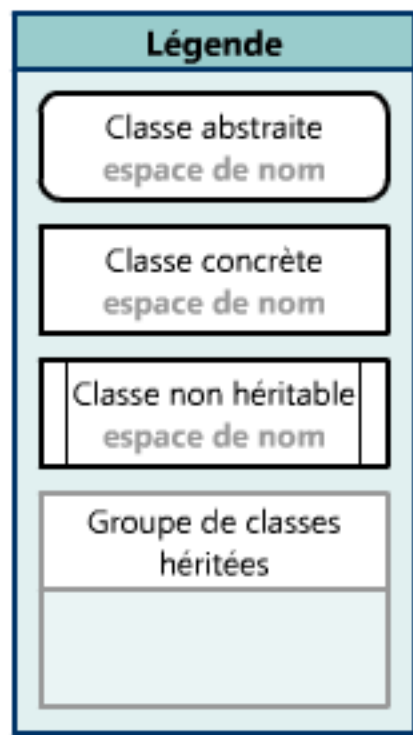 Légende
Classe abstraite
espace de nom
Classe concrète
espace de nom
Classe non héritable
espace de nom
Groupe de classes
héritées